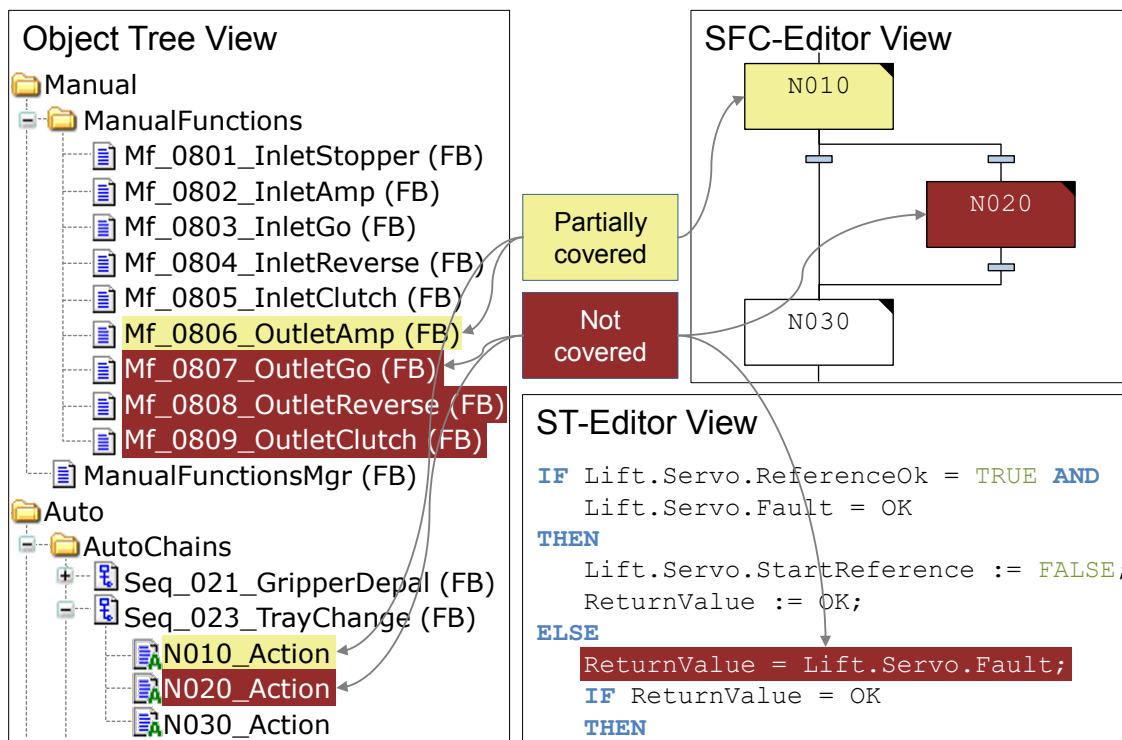 Object Tree View
Manual
ManualFunctions
Mf_0801_InletStopper (FB)
Mf_0802_InletAmp (FB)
Mf_0803_InletGo (FB)
Mf_0804_InletReverse (FB)
Mf_0805_InletClutch (FB)
Mf_0806_OutletAmp (FB)
Mf_0807_OutletGo (FB)
Mf_0808_OutletReverse (FB)
Mf_0809_OutletClutch (FB)
ManualFunctionsMgr (FB)
Auto
AutoChains
Seq_021_GripperDepal (FB)
Seq_023_TrayChange (FB)
N010_Action
N020_Action
N030_Action
Partially
covered
Not
covered
SFC-Editor View
N010
N020
N030
ST-Editor View
IF Lift.Servo.ReferenceOk = TRUE AND
Lift.Servo.Fault = OK
THEN
Lift.Servo.StartReference := FALSE;
ReturnValue := OK;
ELSE
ReturnValue = Lift.Servo.Fault;
IF ReturnValue = OK
THEN